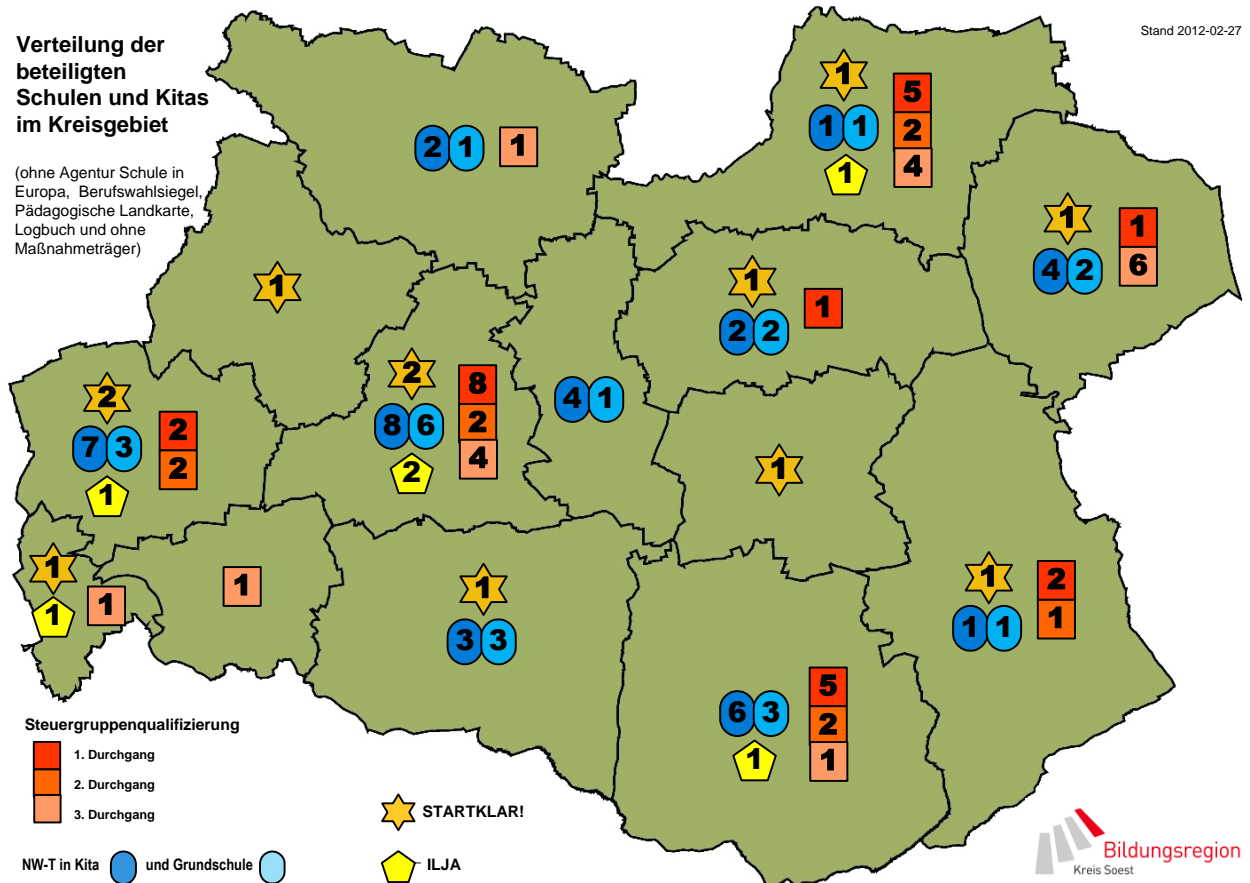 Verteilung der
beteiligten
Schulen und Kitas
im Kreisgebiet
(ohne Agentur Schule in
Europa, Berufswahlsiegel,
Pädagogische Landkarte,
Logbuch und ohne
Maßnahmeträger)
Stand 2012-02-27
2 1 1
1 5
1 1 2
1 4
1 1
4 2 6
1
1 1
2 2
2 2
7 3 2
1
2 8
8 6 2
2 4
4 1
1
1
1 1
1
1
3 3
1 2
1 1 1
5
6 3 2
1 1
Steuergruppenqualifizierung
1. Durchgang
2. Durchgang
3. Durchgang
STARTKLAR!
NW-T in Kita und Grundschule
ILJA
Bildungsregion
Kreis Soest